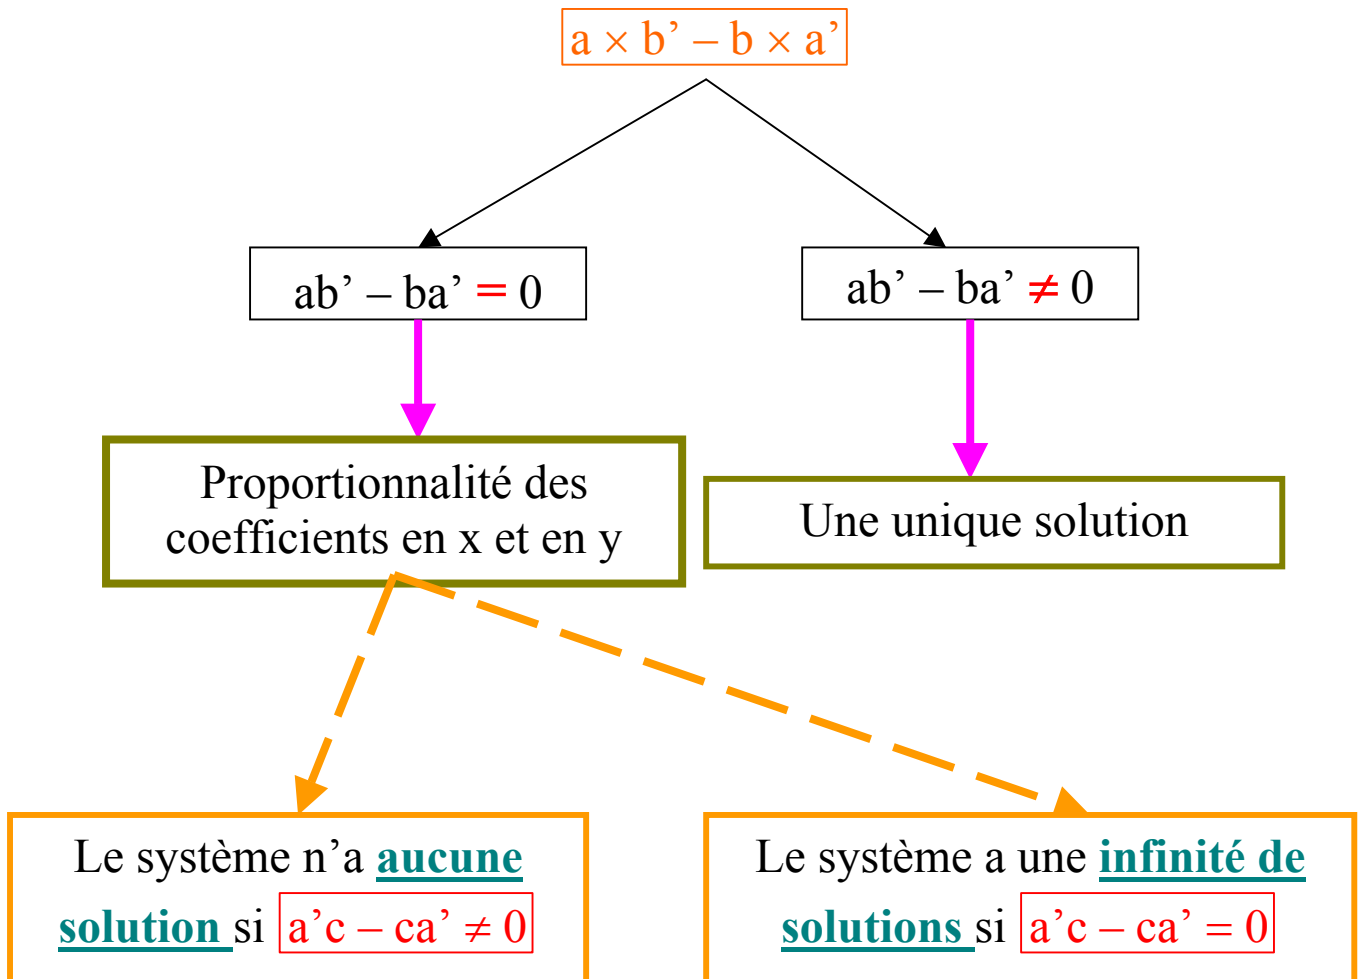 a × b’ – b × a’
ab’ – ba’ = 0
ab’ – ba’ ≠ 0
Proportionnalité des
coefficients en x et en y
Une unique solution
Le système n’a aucune
solution si a’c – ca’ ≠ 0
Le système a une infinité de
solutions si a’c – ca’ = 0